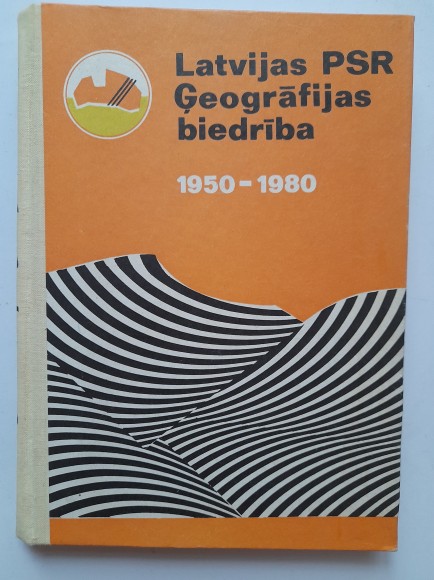 Latvijas PSR
Ģeogrāfijas
biedrība
1950-1980